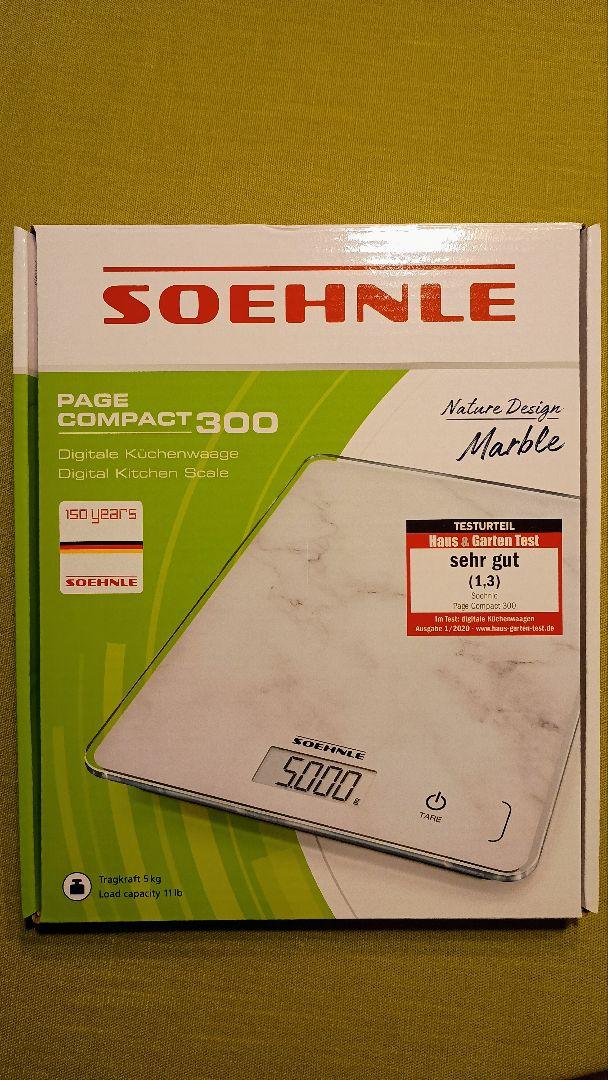 SOEHNLE
PAGE
COMPACT 300
Digitale Küchenwaage
Digital Kitchen Scale
Nature Design
Marble
150 years
SOEHNLE
TESTURTEIL
Haus & Garten Test
sehr gut
(1,3)
Soehnle
Page Compact 300
Im Test: digitale Küchenwaagen
Ausgabe 1/2020 - www.haus-garten-test.de
SOEHNLE
5.000 g
TARE
Tragkraft 5 kg
Load capacity 11 lb